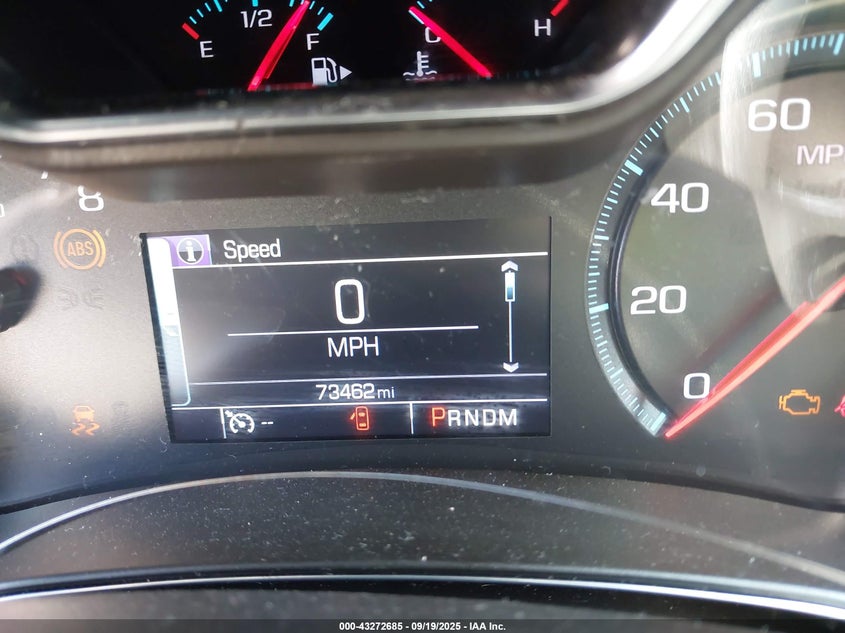 1/2
E
F
C
H
60
MP
8
40
ABS
Speed
0
20
MPH
0
73462 mi
--
PRNDM
000-43272685 - 09/19/2025 - IAA Inc.